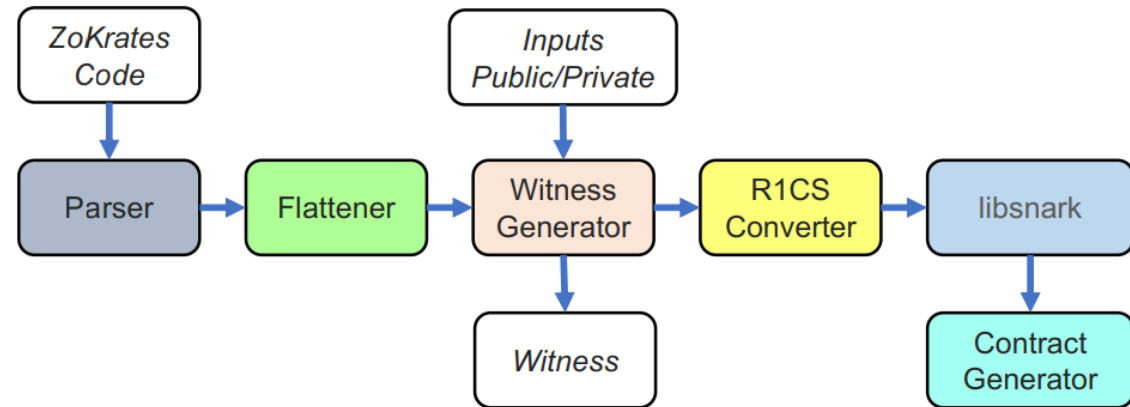 ZoKrates
Code
Inputs
Public/Private
Parser
Flattener
Witness
Generator
R1CS
Converter
libsnark
Witness
Contract
Generator